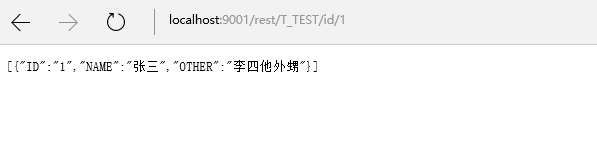 localhost:9001/rest/T_TEST/id/1
[{"ID":"1","NAME":"张三","OTHER":"李四他外甥"}]